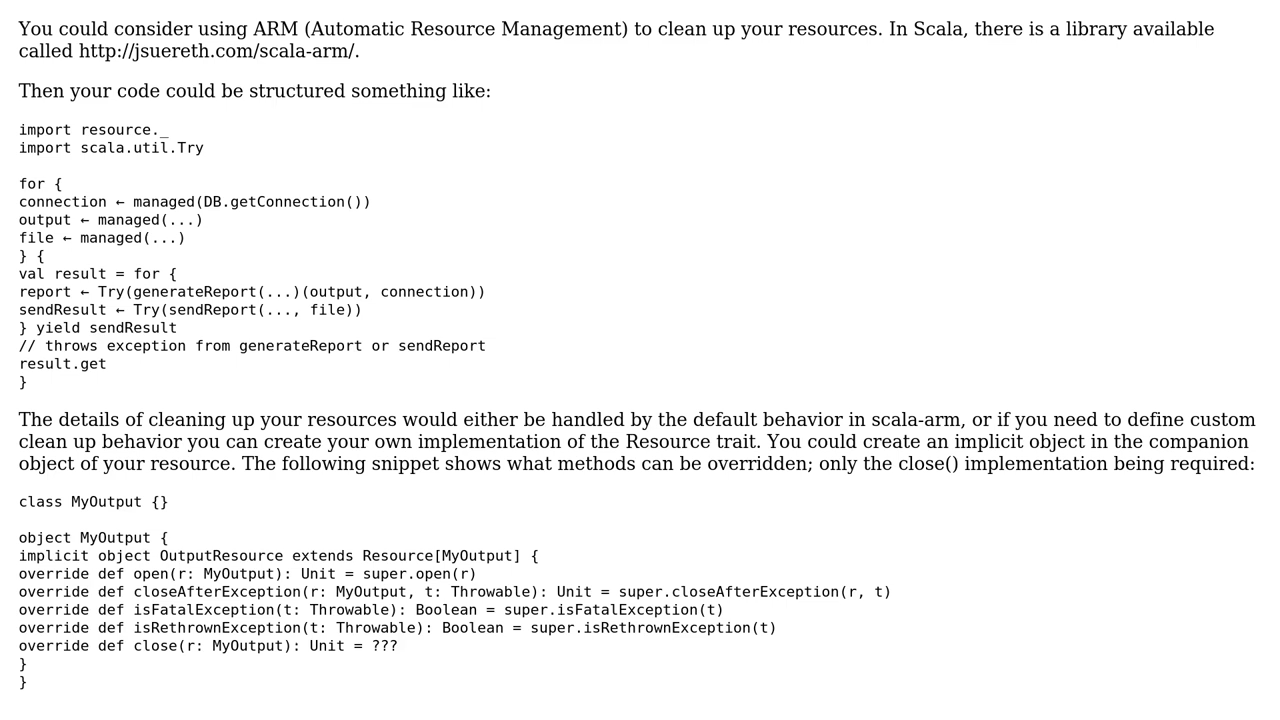 You could consider using ARM (Automatic Resource Management) to clean up your resources. In Scala, there is a library available
called http://jsuereth.com/scala-arm/.
Then your code could be structured something like:
import resource._
import scala.util.Try
for {
connection ← managed(DB.getConnection())
output ← managed(...)
file ← managed(...)
} {
val result = for {
report ← Try(generateReport(...)(output, connection))
sendResult ← Try(sendReport(..., file))
} yield sendResult
// throws exception from generateReport or sendReport
result.get
}
The details of cleaning up your resources would either be handled by the default behavior in scala-arm, or if you need to define custom
clean up behavior you can create your own implementation of the Resource trait. You could create an implicit object in the companion
object of your resource. The following snippet shows what methods can be overridden; only the close() implementation being required:
class MyOutput {}
object MyOutput {
implicit object OutputResource extends Resource[MyOutput] {
override def open(r: MyOutput): Unit = super.open(r)
override def closeAfterException(r: MyOutput, t: Throwable): Unit = super.closeAfterException(r, t)
override def isFatalException(t: Throwable): Boolean = super.isFatalException(t)
override def isRethrownException(t: Throwable): Boolean = super.isRethrownException(t)
override def close(r: MyOutput): Unit = ???
}
}